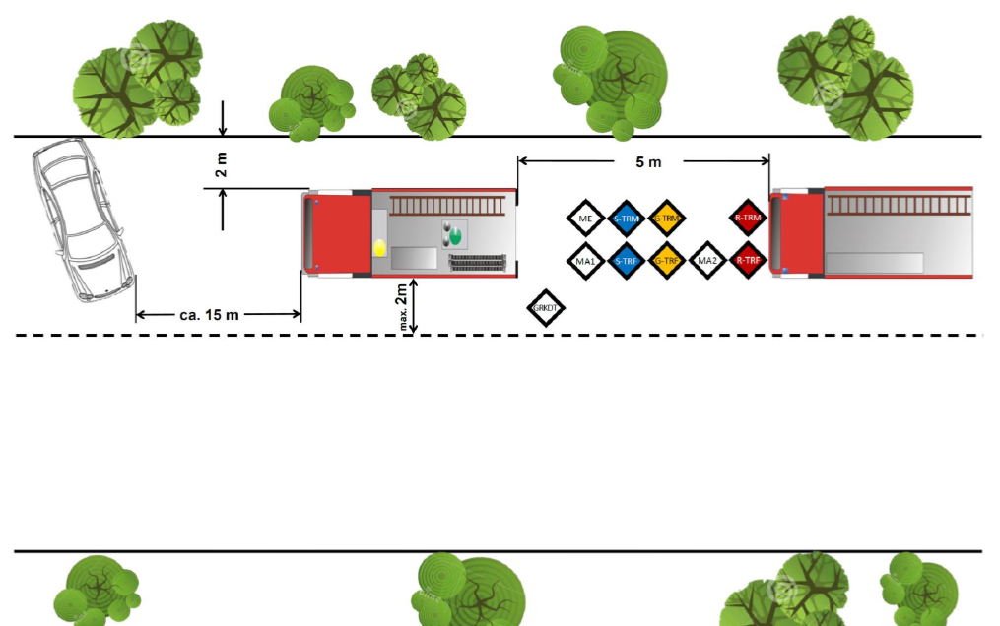 2 m
5 m
ME S-TRM G-TRM R-TRM
MA1 S-TRF G-TRF MA2 R-TRF
ca. 15 m
max. 2m
GRKDT